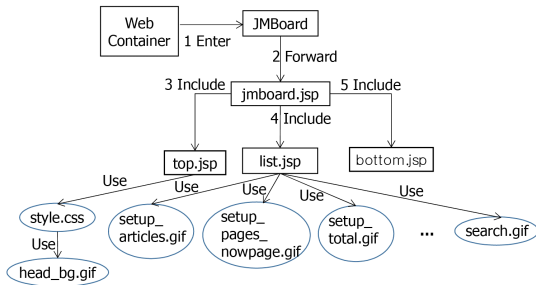 Web
Container
JMBoard
1 Enter
2 Forward
3 Include
jmboard.jsp
5 Include
4 Include
top.jsp
list.jsp
bottom.jsp
Use
Use
Use
Use
Use
style.css
setup_
articles.gif
setup_
pages_
nowpage.gif
setup_
total.gif
...
search.gif
Use
head_bg.gif